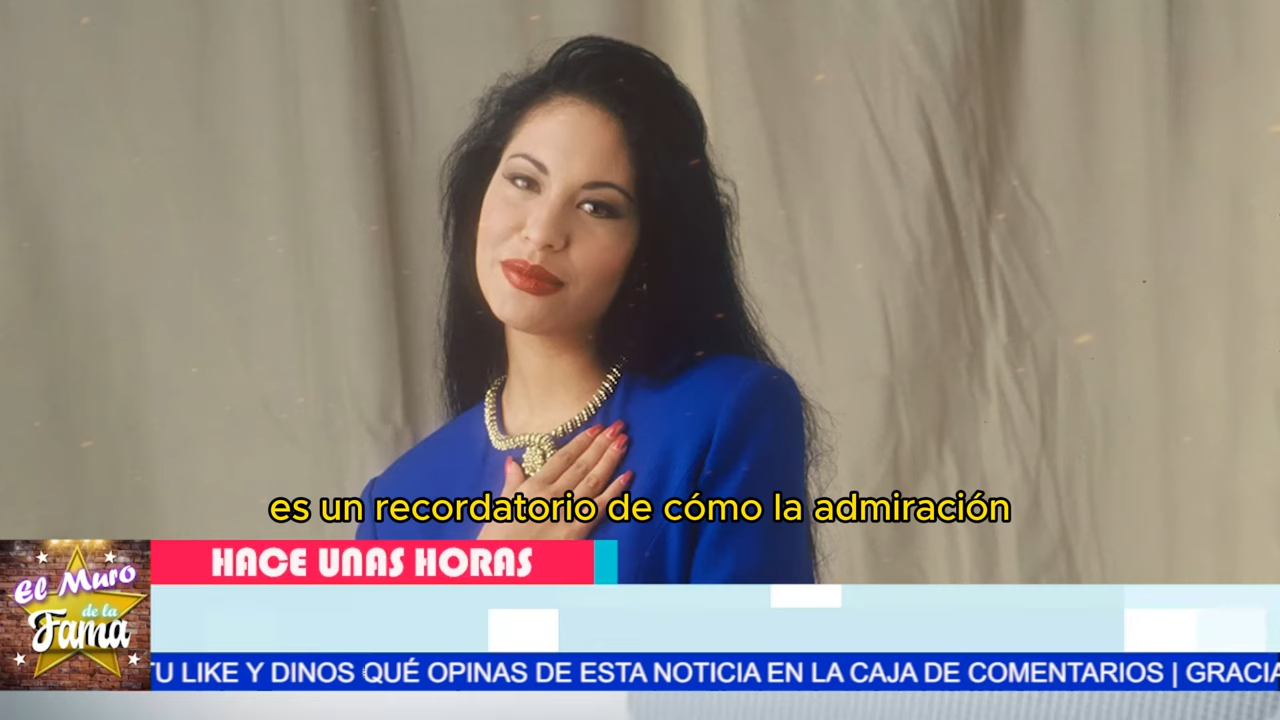 es un recordatorio de cómo la admiración
HACE UNAS HORAS
El Muro
de la
Fama
TU LIKE Y DINOS QUÉ OPINAS DE ESTA NOTICIA EN LA CAJA DE COMENTARIOS | GRACIA